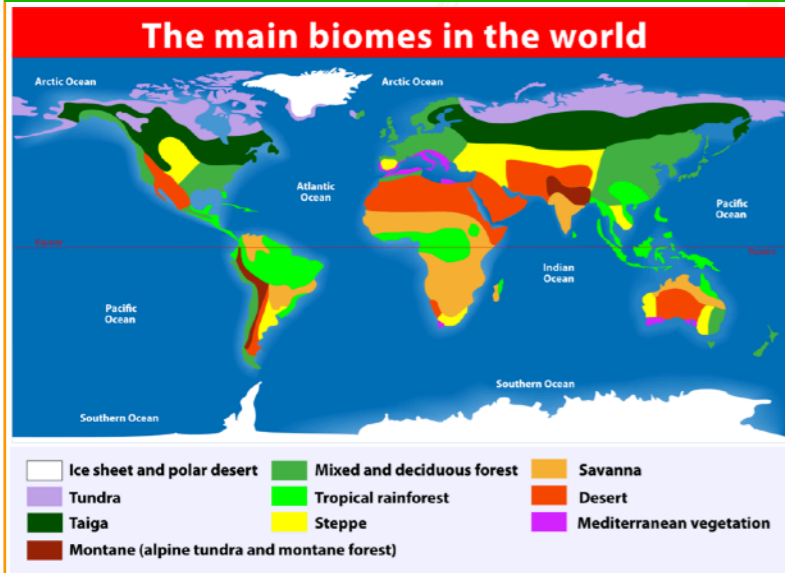 The main biomes in the world
Arctic Ocean
Arctic Ocean
Atlantic
Ocean
Pacific
Ocean
Equator
Equator
Indian
Ocean
Pacific
Ocean
Southern Ocean
Southern Ocean
Ice sheet and polar desert
Mixed and deciduous forest
Savanna
Tundra
Tropical rainforest
Desert
Taiga
Steppe
Mediterranean vegetation
Montane (alpine tundra and montane forest)